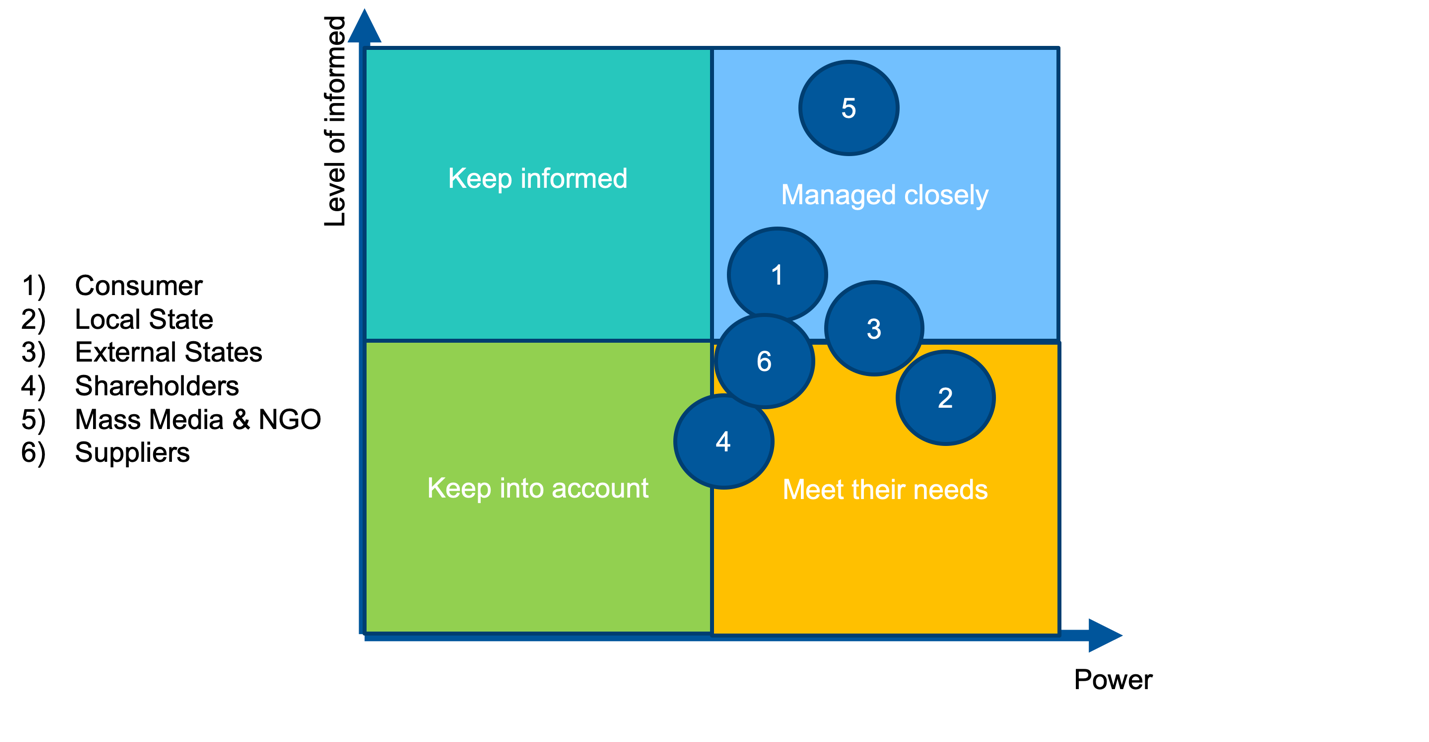 Level of informed
Keep informed
Managed closely
5
1
3
6
2
4
Keep into account
Meet their needs
Power
1) Consumer
2) Local State
3) External States
4) Shareholders
5) Mass Media & NGO
6) Suppliers